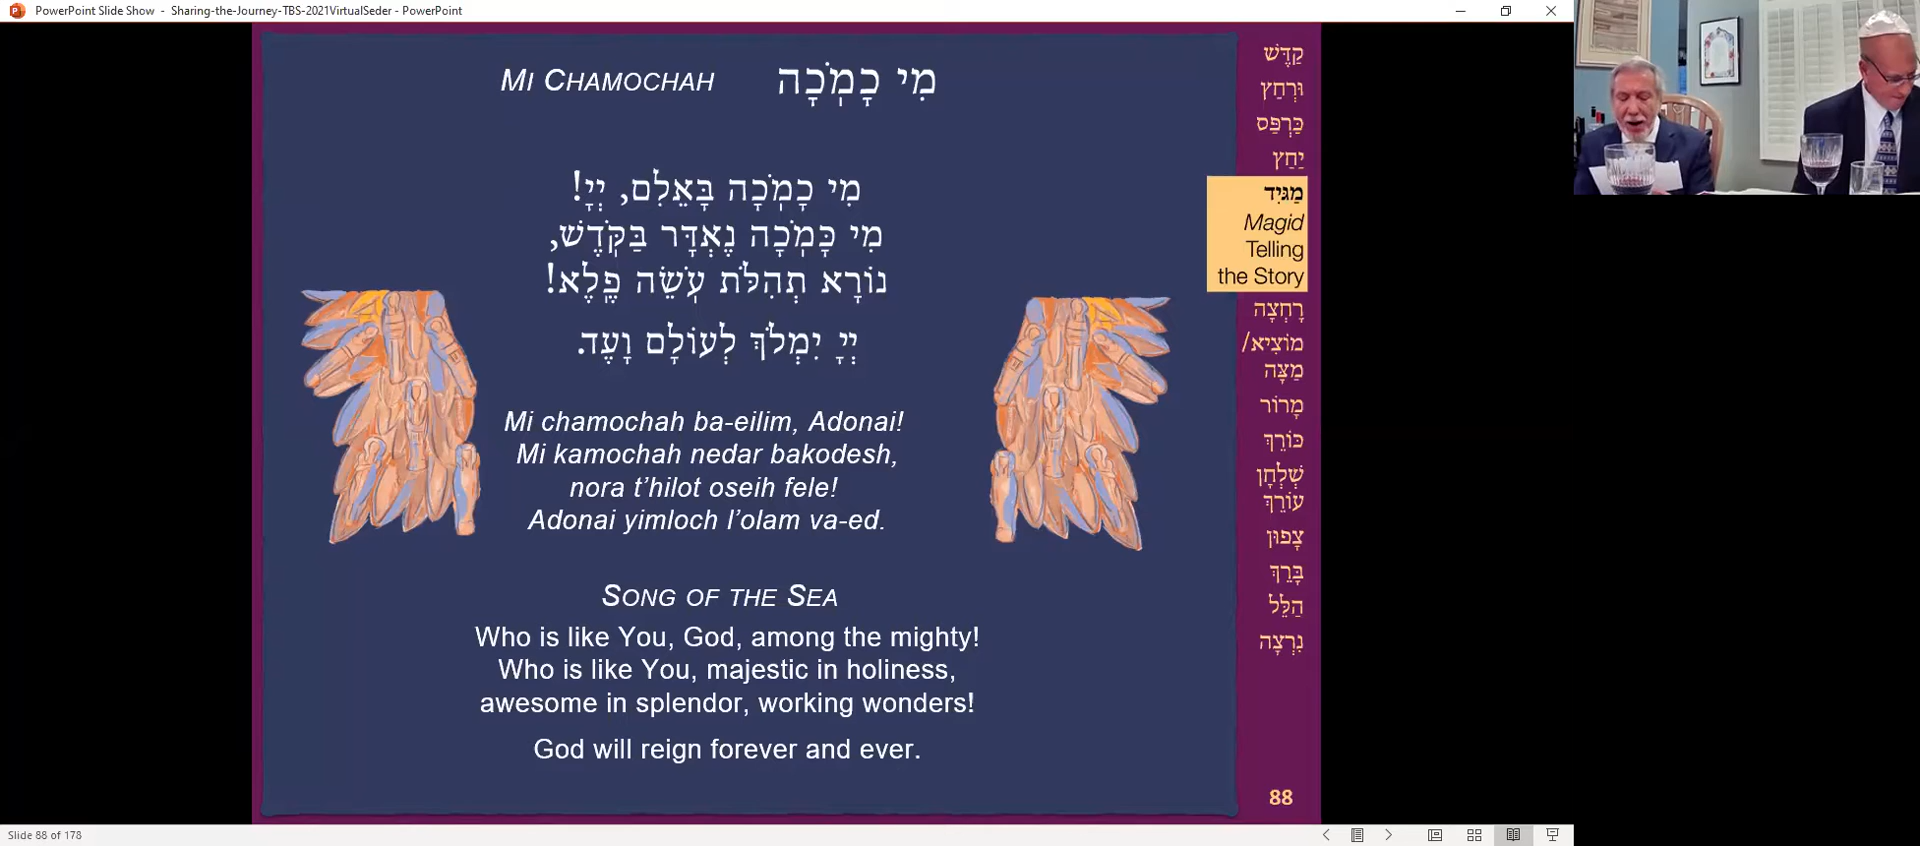 PowerPoint Slide Show - Sharing-the-Journey-TBS-2021VirtualSeder - PowerPoint
MI CHAMOCHAH מִי כָמֹכָה
מִי כָמֹכָה בָּאֵלִם, יְיָ!
מִי כָּמֹכָה נֶאְדָּר בַּקֹּדֶשׁ,
נוֹרָא תְהִלֹּת עֹשֵׂה פֶלֶא!
יְיָ יִמְלֹךְ לְעוֹלָם וָעֶד.
Mi chamochah ba-eilim, Adonai!
Mi kamochah nedar bakodesh,
nora t’hilot oseih fele!
Adonai yimloch l’olam va-ed.
SONG OF THE SEA
Who is like You, God, among the mighty!
Who is like You, majestic in holiness,
awesome in splendor, working wonders!
God will reign forever and ever.
קַדֵּשׁ
וּרְחַץ
כַּרְפַּס
יַחַץ
מַגִּיד
Magid
Telling
the Story
רָחְצָה
מוֹצִיא/
מַצָּה
מָרוֹר
כּוֹרֵךְ
שֻׁלְחָן
עוֹרֵךְ
צָפוּן
בָּרֵךְ
הַלֵּל
נִרְצָה
88
Slide 88 of 178